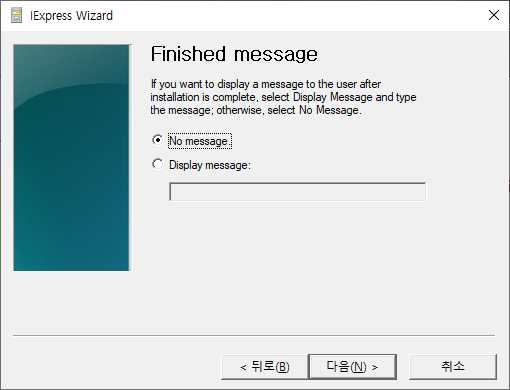 IExpress Wizard
Finished message
If you want to display a message to the user after
installation is complete, select Display Message and type
the message; otherwise, select No Message.
No message.
Display message:
< 뒤로(B)
다음(N) >
취소